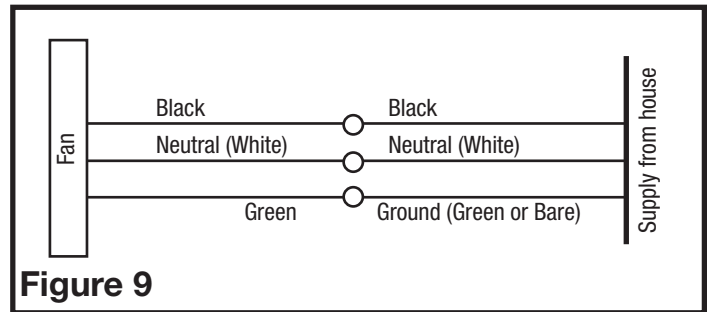 Fan
Black Black
Neutral (White) Neutral (White)
Green Ground (Green or Bare)
Supply from house
Figure 9